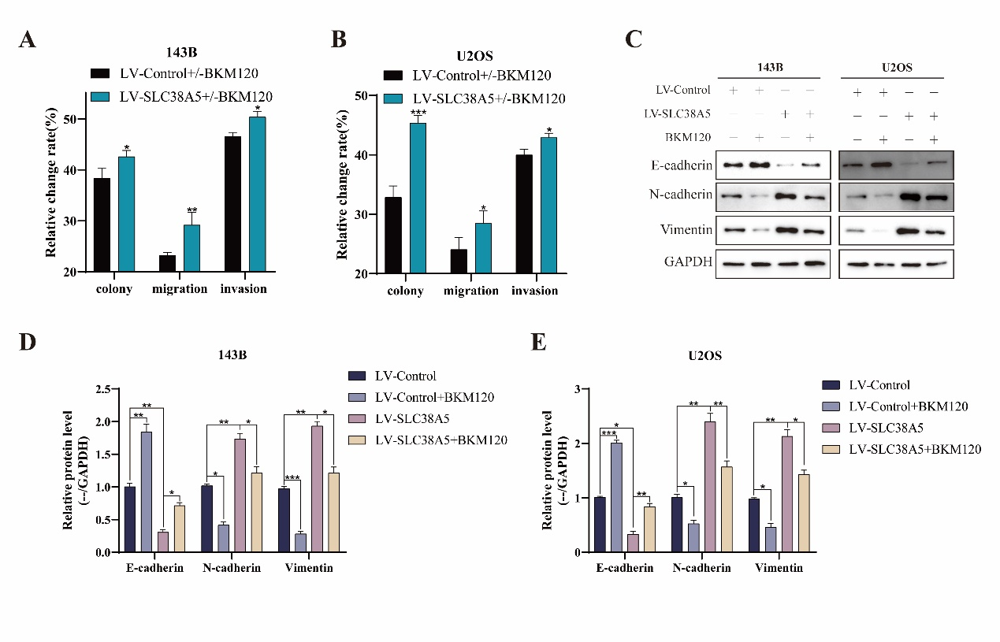 A
143B
LV-Control+/-BKM120
LV-SLC38A5+/-BKM120
Relative change rate(%)
50
40
30
20
*
**
*
colony migration invasion
B
U2OS
LV-Control+/-BKM120
LV-SLC38A5+/-BKM120
Relative change rate(%)
50
40
30
20
***
*
*
colony migration invasion
C
143B U2OS
LV-Control + + − − + + − −
LV-SLC38A5 − − + + − − + +
BKM120 − + − + − + − +
E-cadherin
N-cadherin
Vimentin
GAPDH
D
143B
LV-Control
LV-Control+BKM120
LV-SLC38A5
LV-SLC38A5+BKM120
Relative protein level
(--/GAPDH)
2.5
2.0
1.5
1.0
0.5
0.0
** ** *
** * * ***
** *
E-cadherin N-cadherin Vimentin
E
U2OS
LV-Control
LV-Control+BKM120
LV-SLC38A5
LV-SLC38A5+BKM120
Relative protein level
(--/GAPDH)
3
2
1
0
* *** **
** ** *
** * *
E-cadherin N-cadherin Vimentin